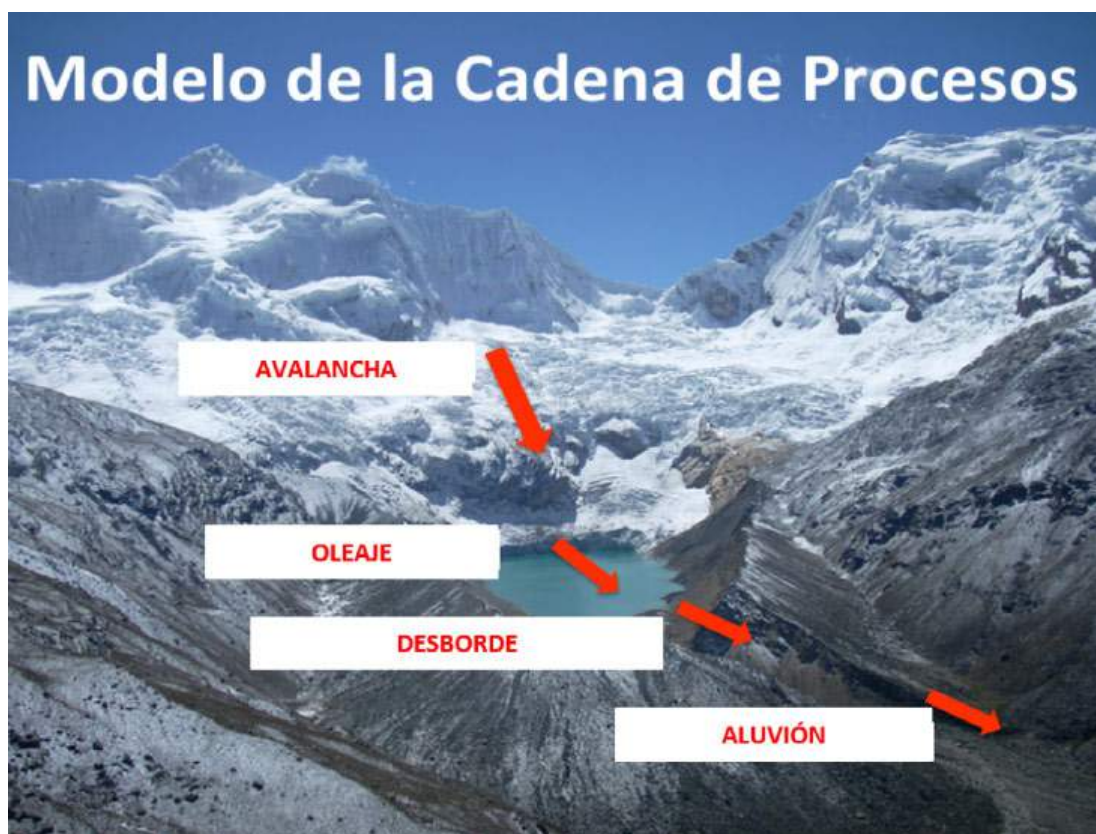 Modelo de la Cadena de Procesos
AVALANCHA
OLEAJE
DESBORDE
ALUVIÓN